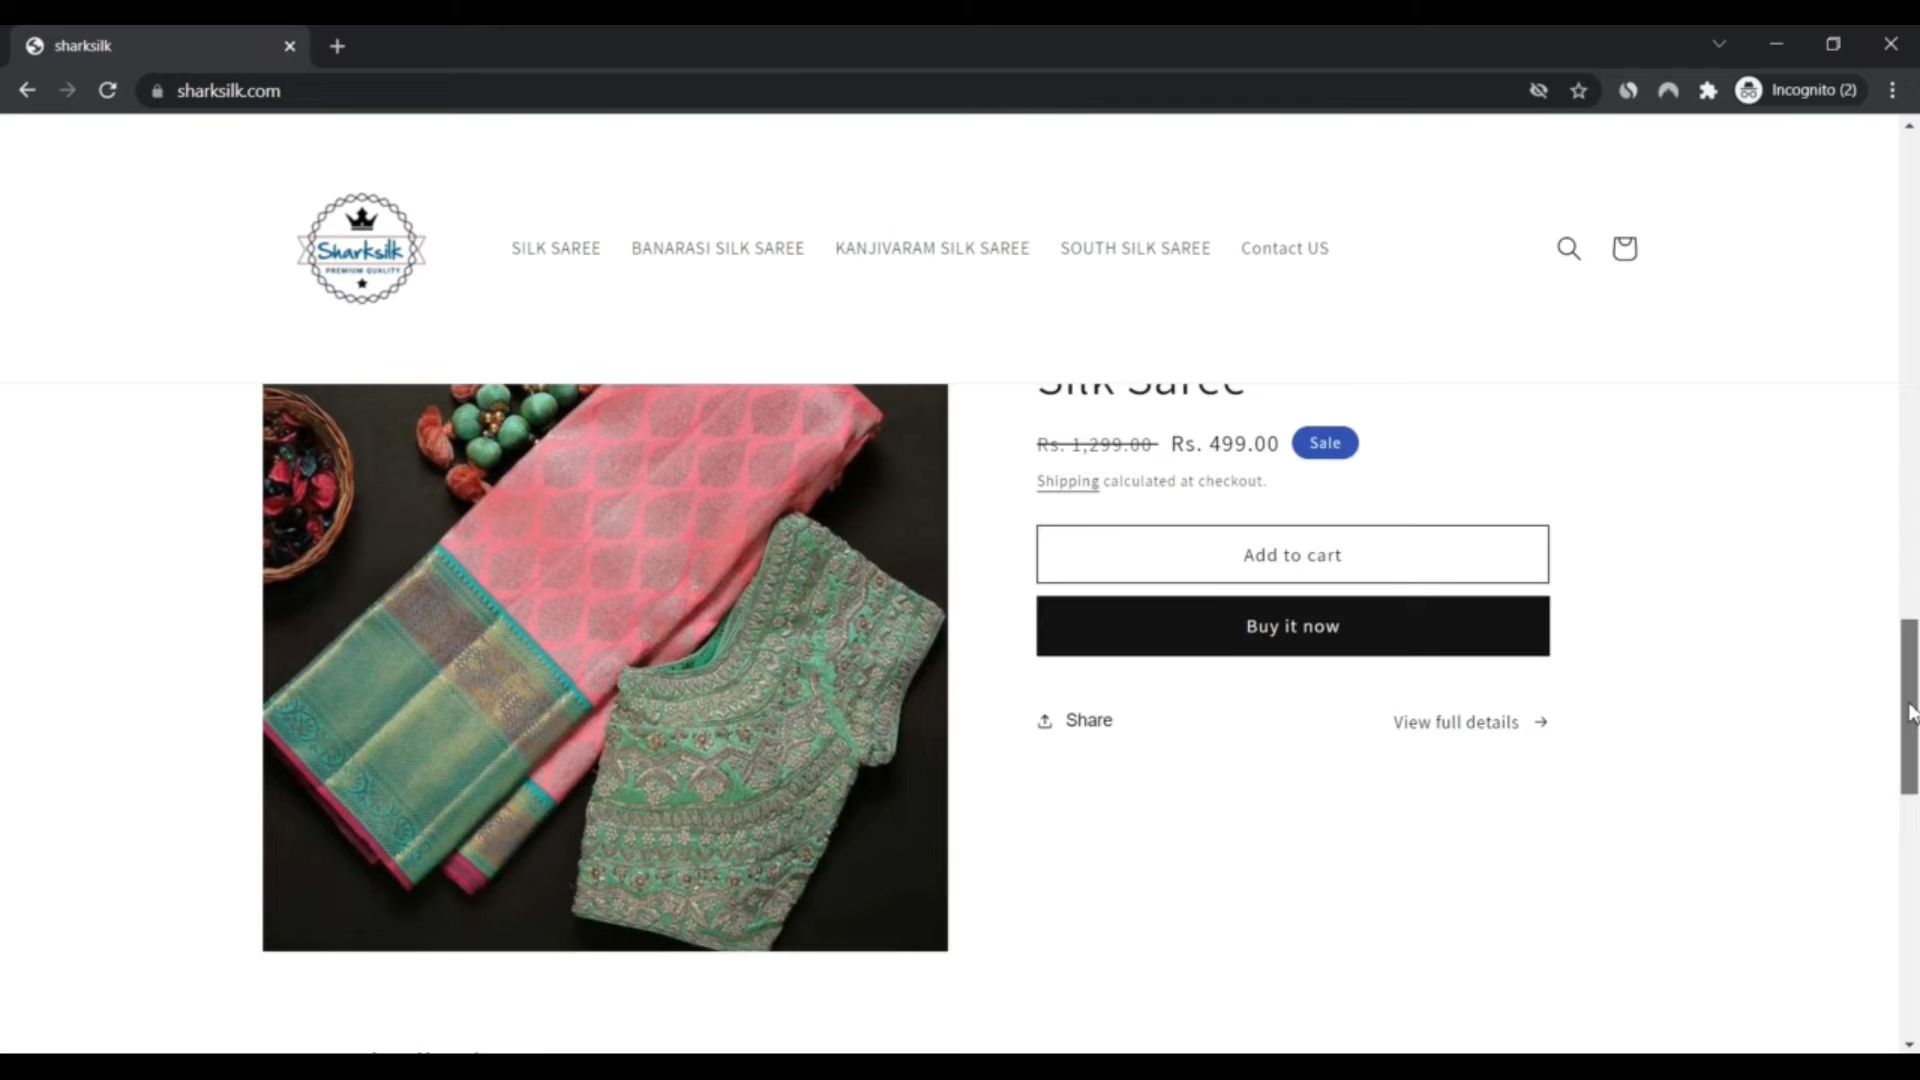 sharksilk
sharksilk.com
Incognito (2)
Sharksilk
PREMIUM QUALITY
SILK SAREE
BANARASI SILK SAREE
KANJIVARAM SILK SAREE
SOUTH SILK SAREE
Contact US
Silk Saree
Rs. 1,299.00 Rs. 499.00 Sale
Shipping calculated at checkout.
Add to cart
Buy it now
Share
View full details